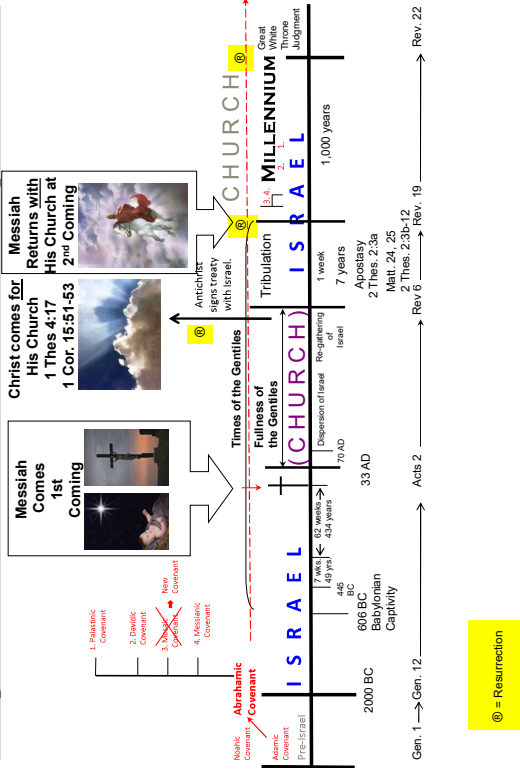 Messiah
Comes
1st
Coming
Christ comes for
His Church
1 Thes 4:17
1 Cor. 15:51-53
Messiah
Returns with
His Church at
2nd Coming
1. Palastinic
Covenant
2. Davidic
Covenant
3. Mosaic
Covenant
New
Covenant
4. Messianic
Covenant
Abrahamic
Covenant
Noahic
Covenant
Adamic
Covenant
Times of the Gentiles
Fullness of
the Gentiles
Antichrist
signs treaty
with Israel.
®
®
®
CHURCH
Tribulation
3. 4.
MILLENNIUM
2. 1.
Great
White
Throne
Judgment
Pre-Israel
ISRAEL
(CHURCH)
ISRAEL
7 wks.
49 yrs.
62 weeks
434 years
Dispersion of Israel
Re-gathering
of
Israel
1 week
7 years
1,000 years
2000 BC
606 BC
Babylonian
Captivity
445
BC
33 AD
70 AD
Apostasy
2 Thes. 2:3a
Matt. 24, 25
2 Thes. 2:3b-12
Gen. 1
Gen. 12
Acts 2
Rev 6
Rev. 19
Rev. 22
® = Resurrection